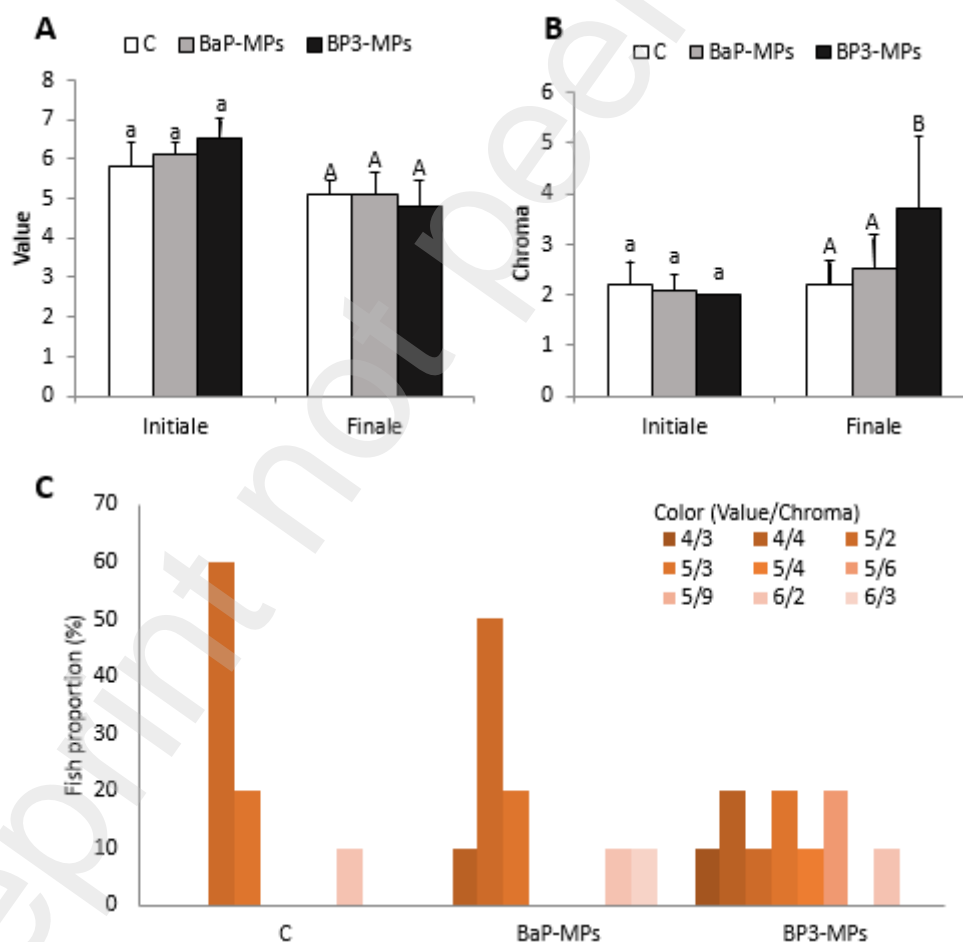 A
C BaP-MPs BP3-MPs
8
7
6
5
4
3
2
1
0
Value
a a a
A A A
Initiale Finale
B
C BaP-MPs BP3-MPs
6
5
4
3
2
1
0
Chroma
a a a
A A B
Initiale Finale
C
70
60
50
40
30
20
10
0
Fish proportion (%)
Color (Value/Chroma)
4/3 4/4 5/2
5/3 5/4 5/6
5/9 6/2 6/3
C BaP-MPs BP3-MPs
eprint not peer